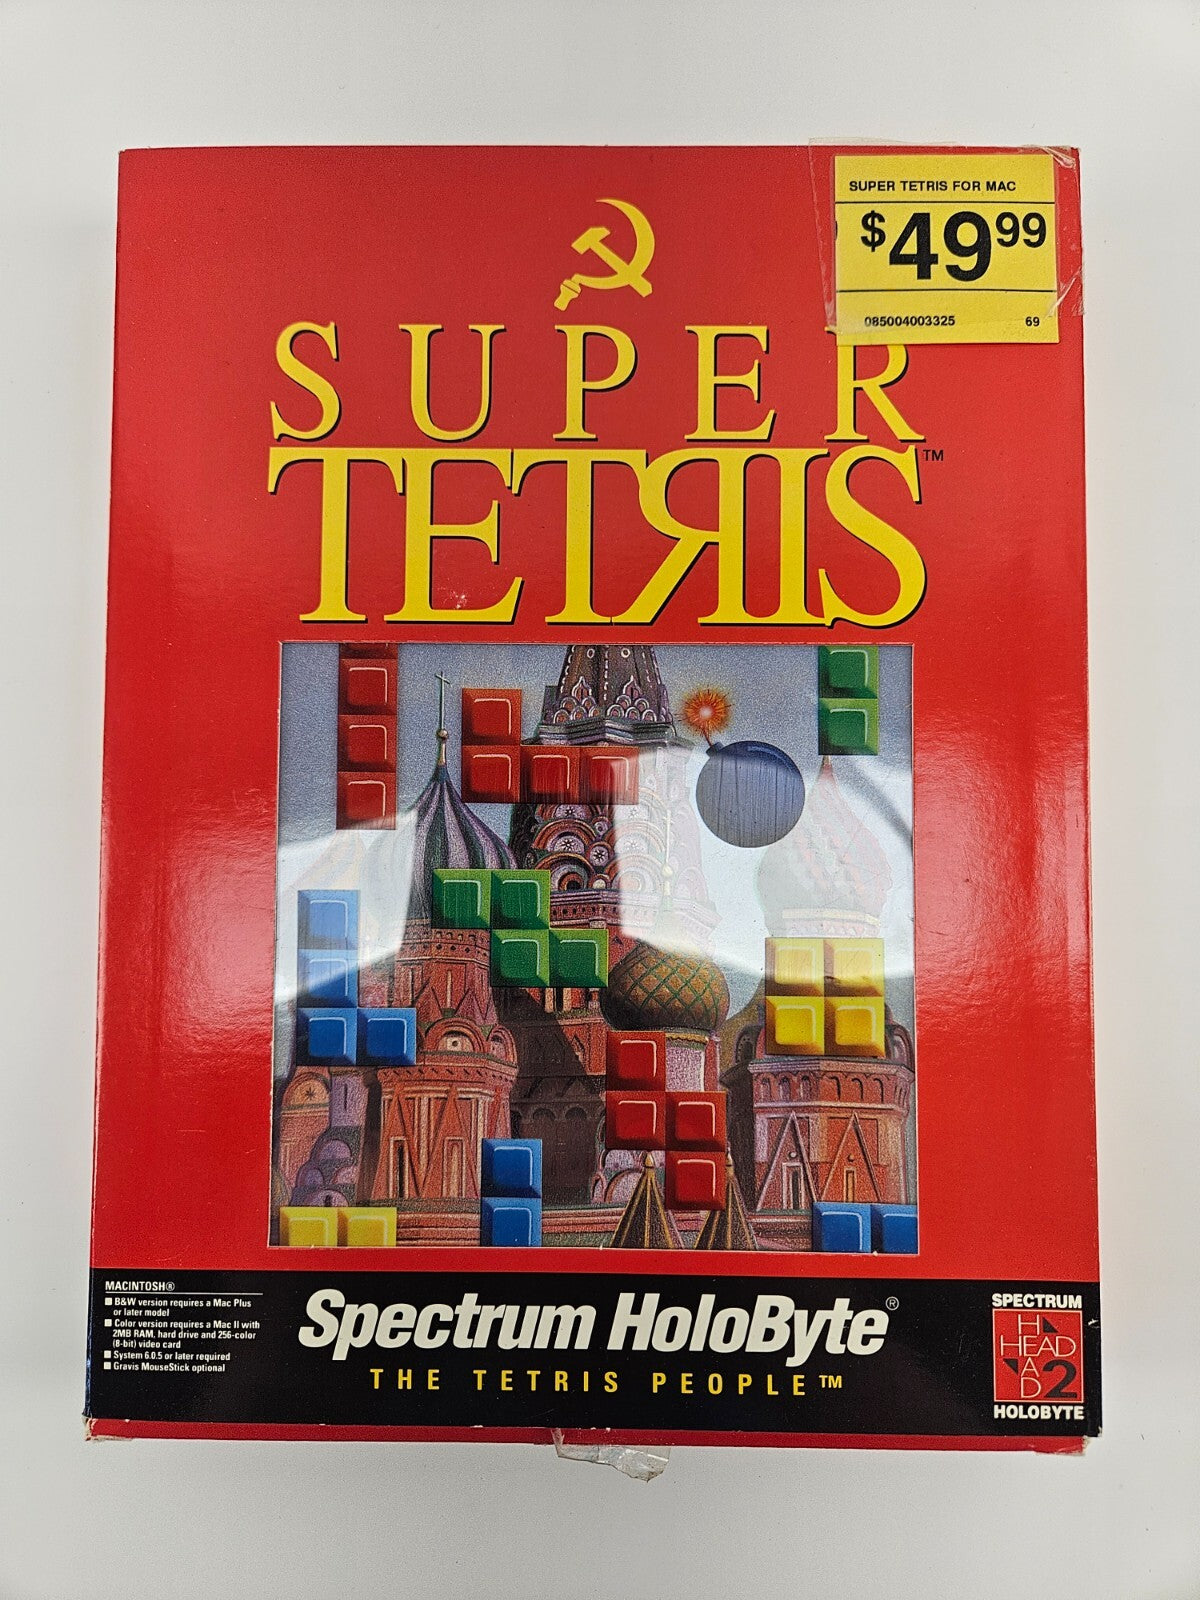 SUPER TETRIS FOR MAC
$49 99
085004003325 69
SUPER
TETЯIS™
MACINTOSH®
■ B&W version requires a Mac Plus
or later model
■ Color version requires a Mac II with
2MB RAM, hard drive and 256-color
(8-bit) video card
■ System 6.0.5 or later required
■ Gravis MouseStick optional
Spectrum HoloByte®
THE TETRIS PEOPLE™
SPECTRUM
H
HEAD
A
D 2
HOLOBYTE